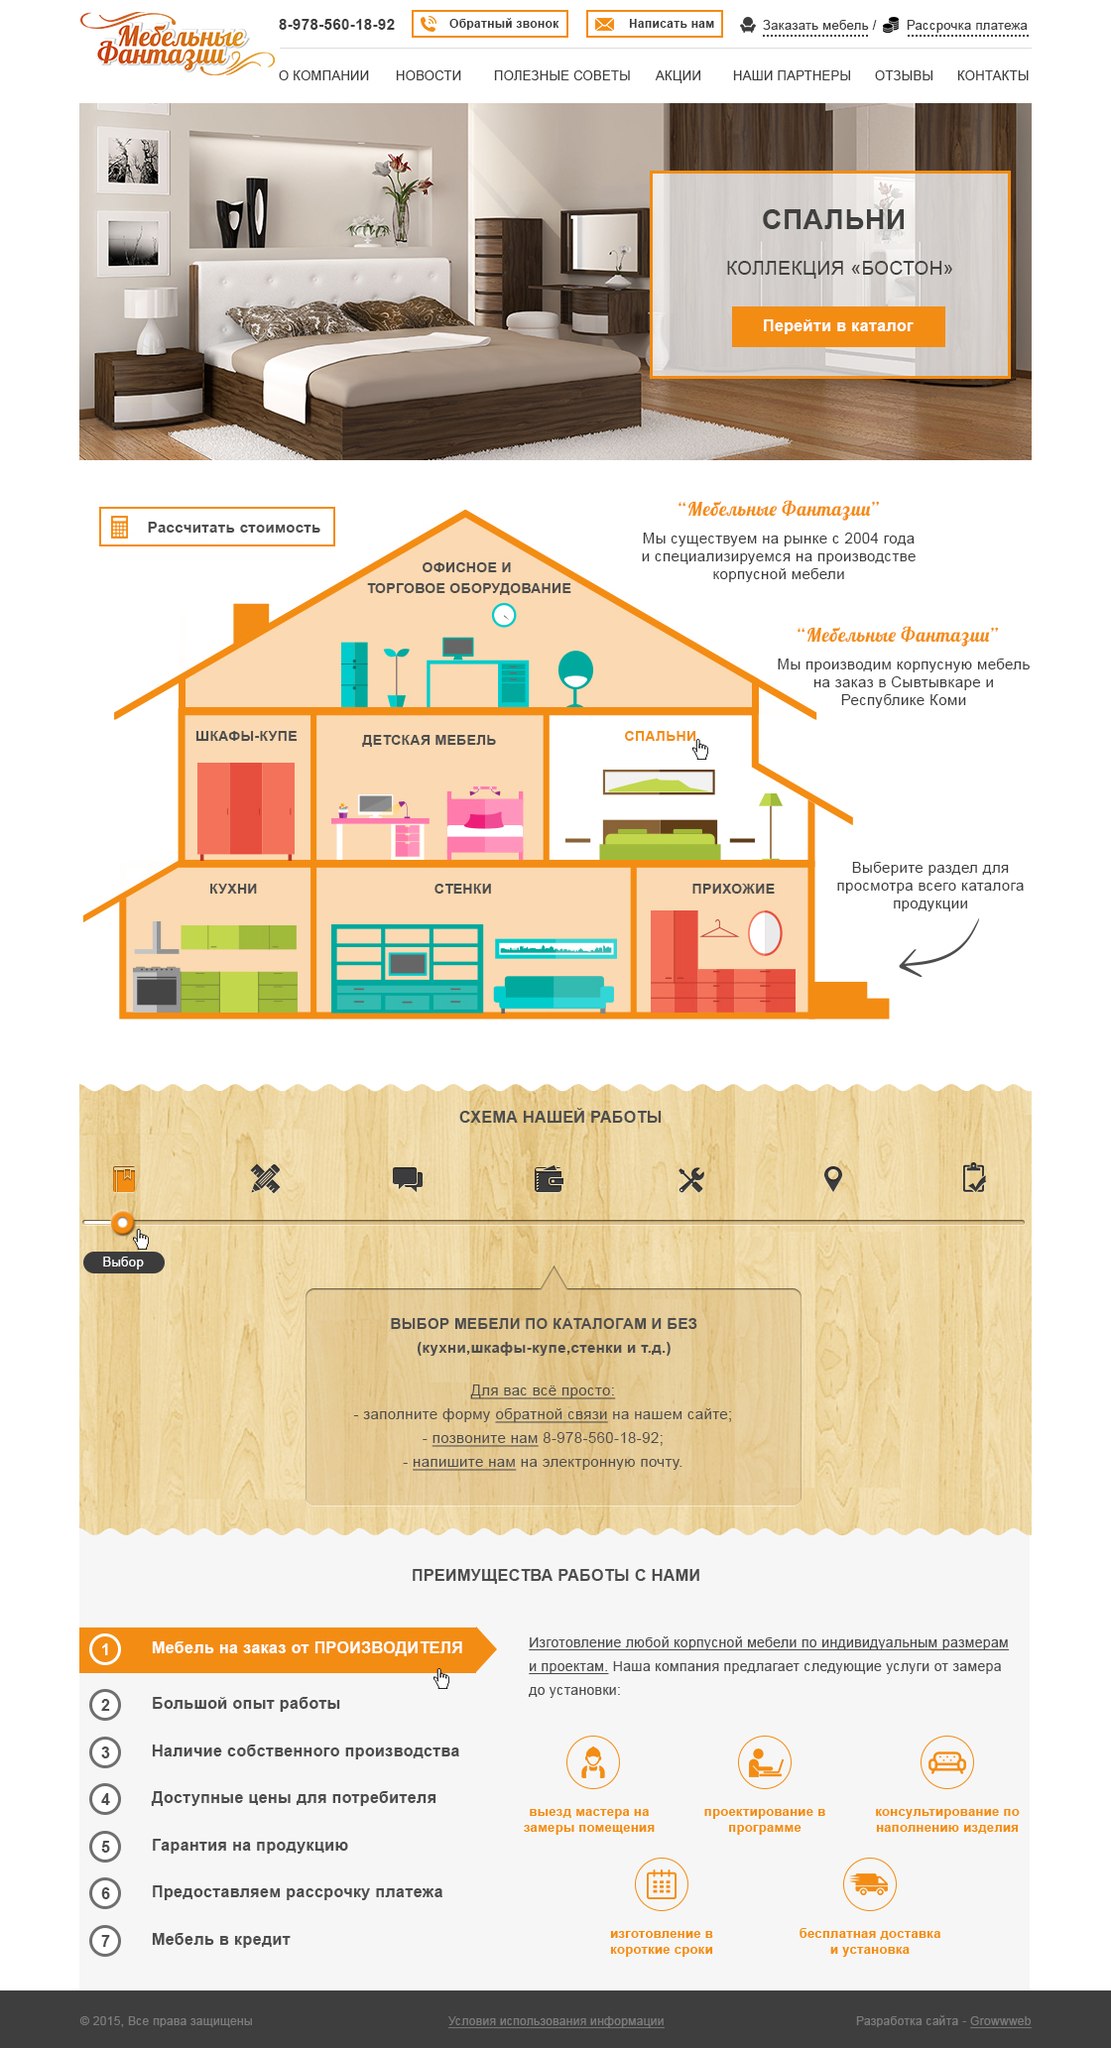 Мебельные
Фантазии
8-978-560-18-92
Обратный звонок
Написать нам
Заказать мебель /
Рассрочка платежа
О КОМПАНИИ
НОВОСТИ
ПОЛЕЗНЫЕ СОВЕТЫ
АКЦИИ
НАШИ ПАРТНЕРЫ
ОТЗЫВЫ
КОНТАКТЫ
СПАЛЬНИ
КОЛЛЕКЦИЯ «БОСТОН»
Перейти в каталог
Рассчитать стоимость
“Мебельные Фантазии”
Мы существуем на рынке с 2004 года
и специализируемся на производстве
корпусной мебели
ОФИСНОЕ И
ТОРГОВОЕ ОБОРУДОВАНИЕ
“Мебельные Фантазии”
Мы производим корпусную мебель
на заказ в Сывтывкаре и
Республике Коми
ШКАФЫ-КУПЕ
ДЕТСКАЯ МЕБЕЛЬ
СПАЛЬНИ
КУХНИ
СТЕНКИ
ПРИХОЖИЕ
Выберите раздел для
просмотра всего каталога
продукции
СХЕМА НАШЕЙ РАБОТЫ
Выбор
ВЫБОР МЕБЕЛИ ПО КАТАЛОГАМ И БЕЗ
(кухни,шкафы-купе,стенки и т.д.)
Для вас всё просто:
- заполните форму обратной связи на нашем сайте;
- позвоните нам 8-978-560-18-92;
- напишите нам на электронную почту.
ПРЕИМУЩЕСТВА РАБОТЫ С НАМИ
1 Мебель на заказ от ПРОИЗВОДИТЕЛЯ
2 Большой опыт работы
3 Наличие собственного производства
4 Доступные цены для потребителя
5 Гарантия на продукцию
6 Предоставляем рассрочку платежа
7 Мебель в кредит
Изготовление любой корпусной мебели по индивидуальным размерам
и проектам. Наша компания предлагает следующие услуги от замера
до установки:
выезд мастера на
замеры помещения
проектирование в
программе
консультирование по
наполнению изделия
изготовление в
короткие сроки
бесплатная доставка
и установка
© 2015, Все права защищены
Условия использования информации
Разработка сайта - Growwweb